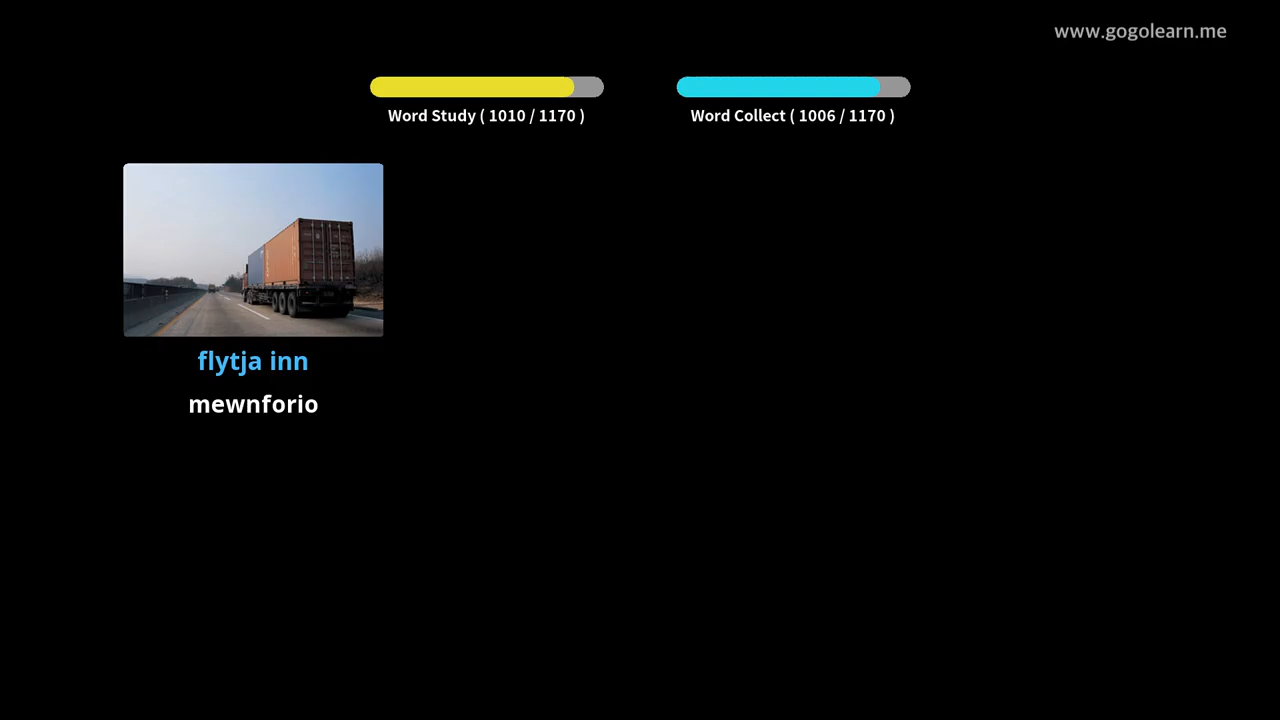 www.gogolearn.me
Word Study ( 1010 / 1170 )
Word Collect ( 1006 / 1170 )
flytja inn
mewnforio